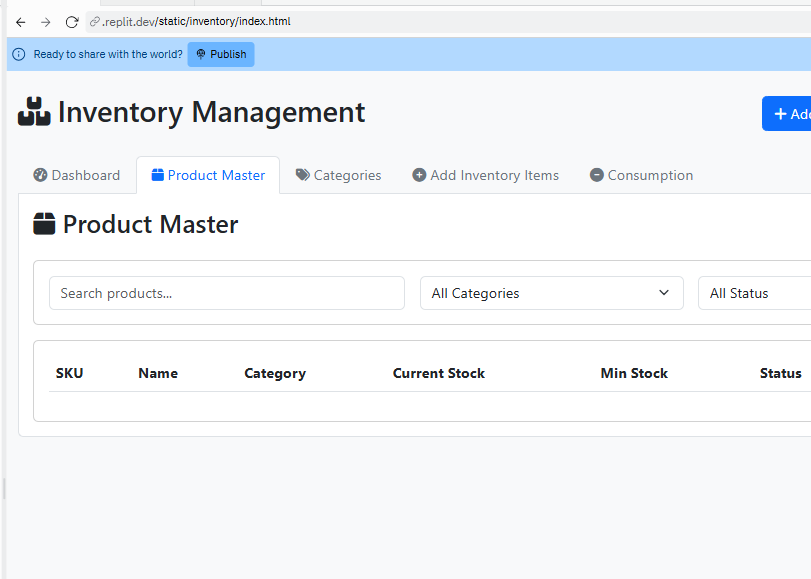 .replit.dev/static/inventory/index.html
Ready to share with the world? Publish
Inventory Management
Dashboard Product Master Categories Add Inventory Items Consumption
Product Master
Search products... All Categories All Status
SKU Name Category Current Stock Min Stock Status